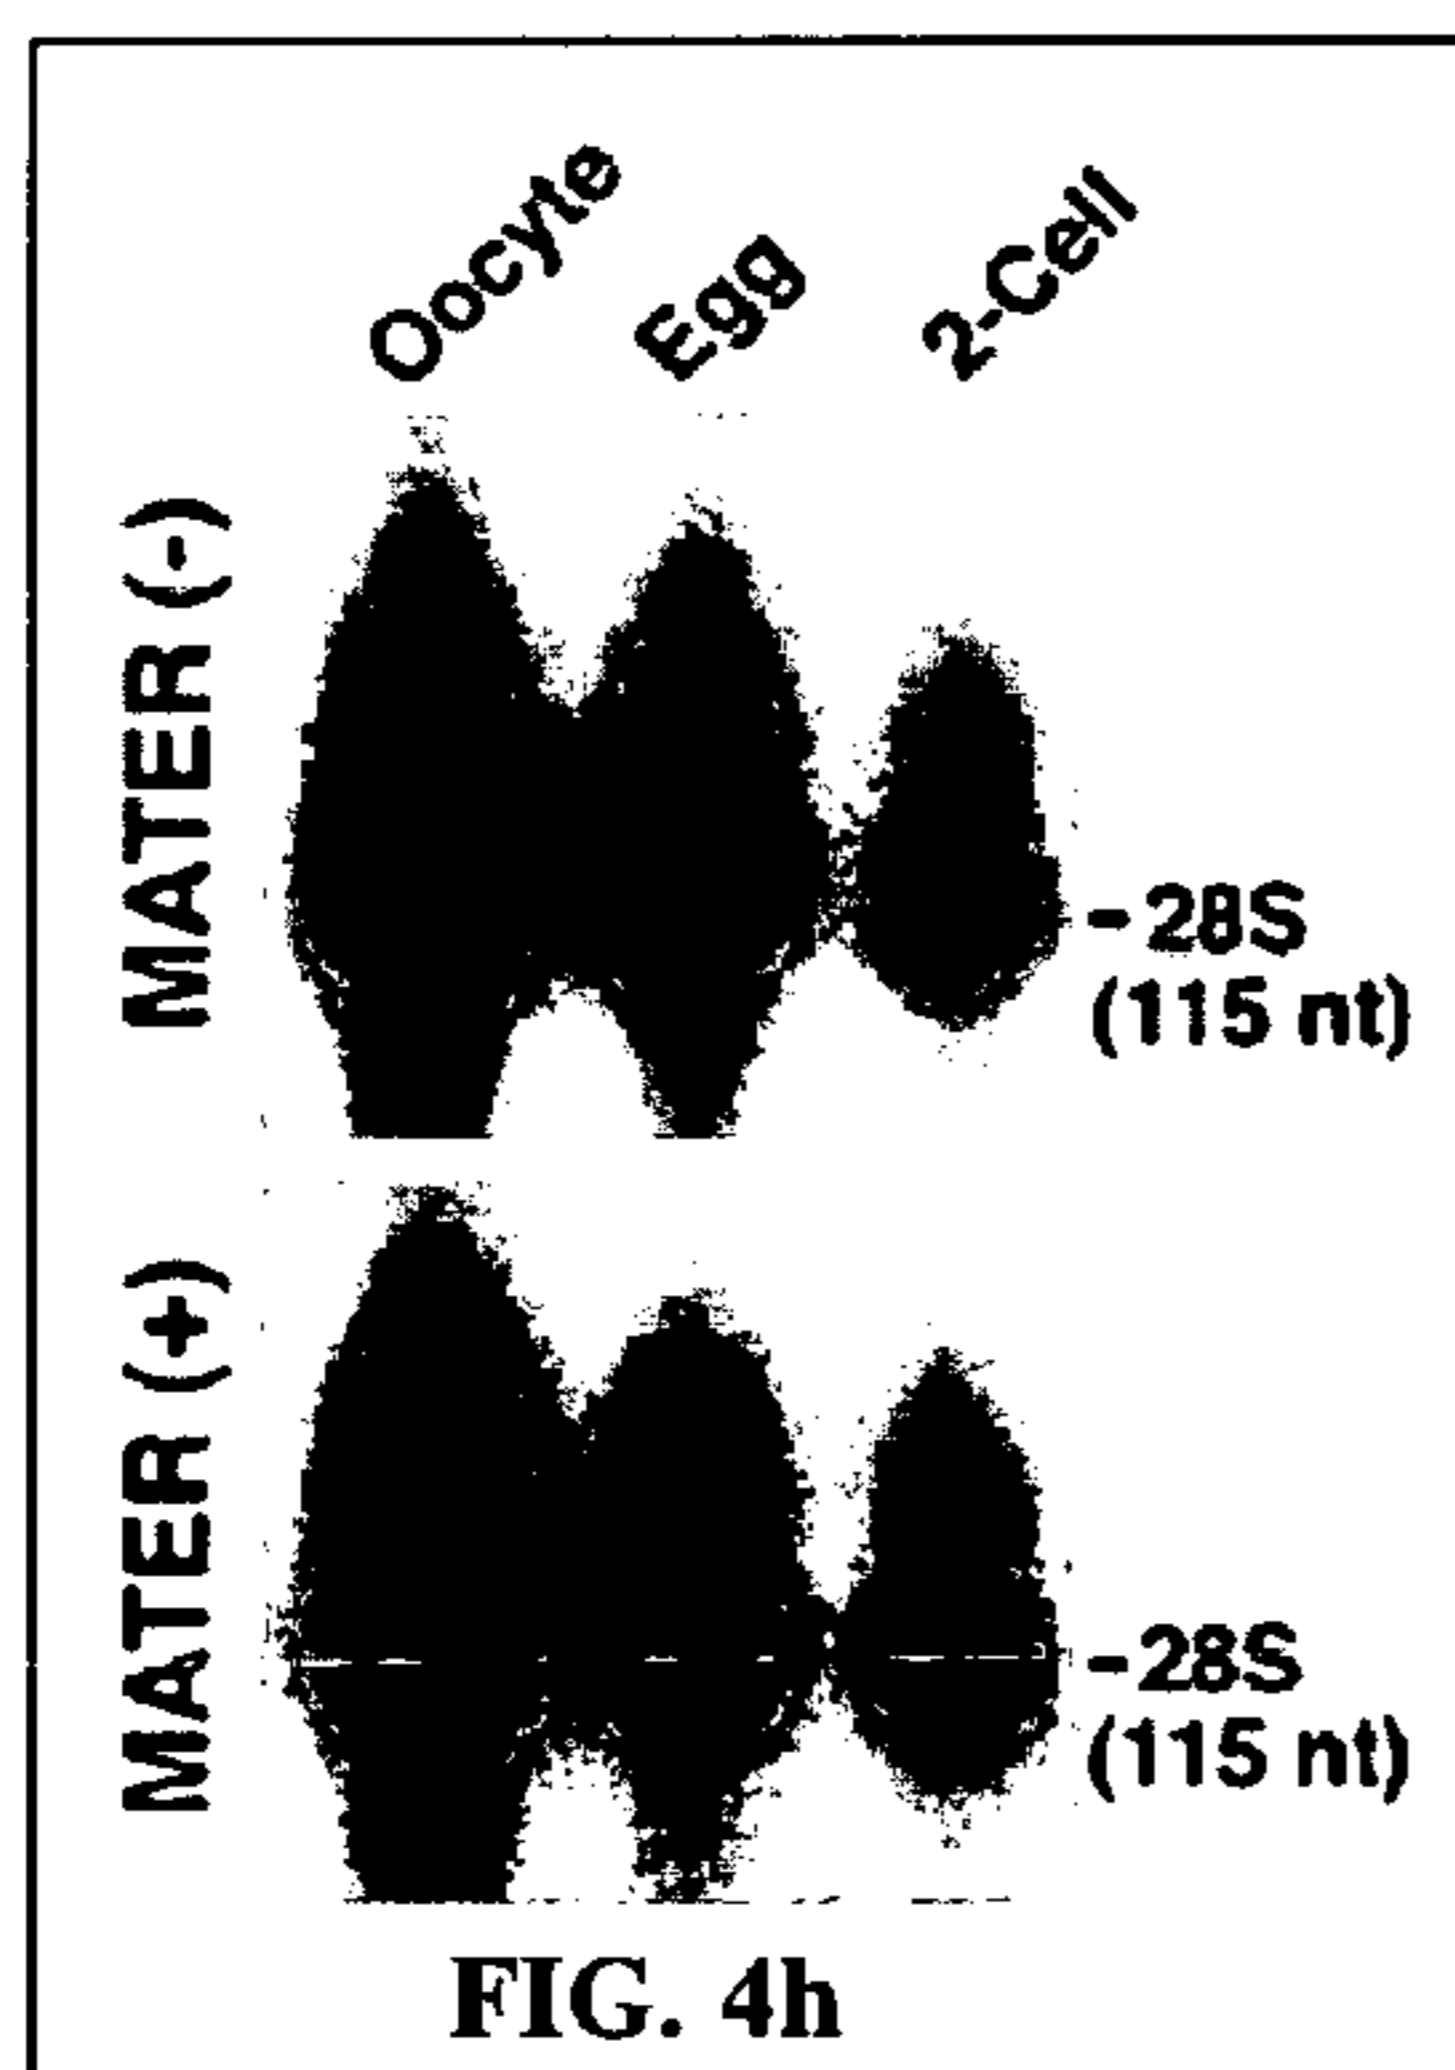 Oocyte
Egg
2-Cell
MATER (-)
-28S
(115 nt)
MATER (+)
-28S
(115 nt)
FIG. 4h